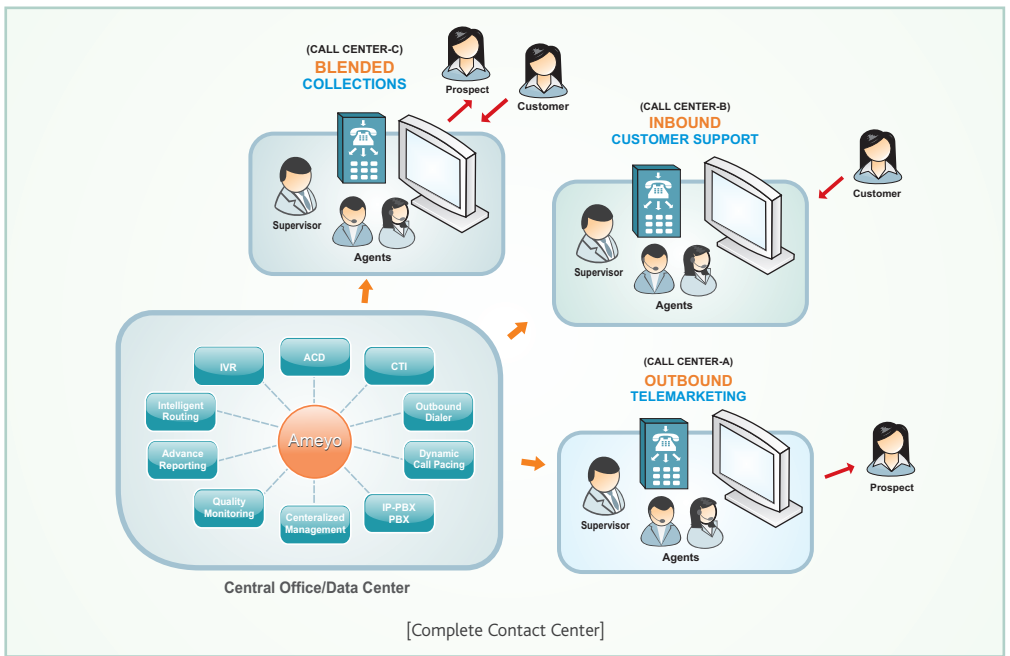 (CALL CENTER-C)
BLENDED
COLLECTIONS
Prospect
Customer
Supervisor
Agents
(CALL CENTER-B)
INBOUND
CUSTOMER SUPPORT
Customer
Supervisor
Agents
IVR
ACD
CTI
Intelligent
Routing
Outbound
Dialer
Ameyo
Advance
Reporting
Dynamic
Call Pacing
Quality
Monitoring
Centeralized
Management
IP-PBX
PBX
Central Office/Data Center
(CALL CENTER-A)
OUTBOUND
TELEMARKETING
Prospect
Supervisor
Agents
[Complete Contact Center]